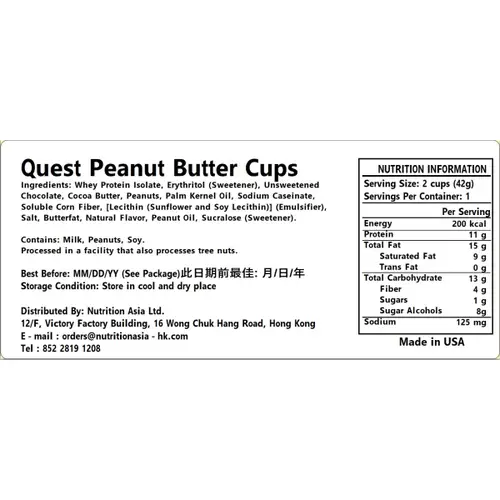 Quest Peanut Butter Cups
Ingredients: Whey Protein Isolate, Erythritol (Sweetener), Unsweetened
Chocolate, Cocoa Butter, Peanuts, Palm Kernel Oil, Sodium Caseinate,
Soluble Corn Fiber, [Lecithin (Sunflower and Soy Lecithin)] (Emulsifier),
Salt, Butterfat, Natural Flavor, Peanut Oil, Sucralose (Sweetener).
Contains: Milk, Peanuts, Soy.
Processed in a facility that also processes tree nuts.
Best Before: MM/DD/YY (See Package)此日期前最佳: 月/日/年
Storage Condition: Store in cool and dry place
Distributed By: Nutrition Asia Ltd.
12/F, Victory Factory Building, 16 Wong Chuk Hang Road, Hong Kong
E - mail : orders@nutritionasia - hk.com
Tel : 852 2819 1208
NUTRITION INFORMATION
Serving Size: 2 cups (42g)
Servings Per Container: 1
Per Serving
Energy 200 kcal
Protein 11 g
Total Fat 15 g
Saturated Fat 9 g
Trans Fat 0 g
Total Carbohydrate 13 g
Fiber 4 g
Sugars 1 g
Sugar Alcohols 8g
Sodium 125 mg
Made in USA